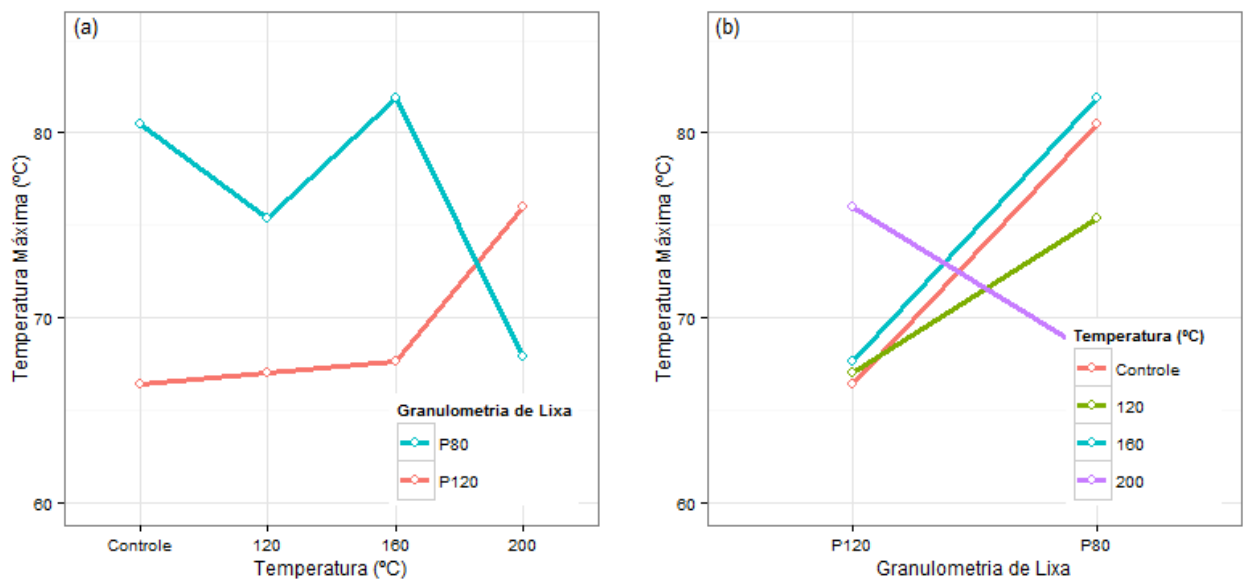 (a)
Temperatura Máxima (ºC)
80
70
60
Granulometria de Lixa
P80
P120
Controle 120 160 200
Temperatura (ºC)
(b)
Temperatura Máxima (ºC)
80
70
60
Temperatura (ºC)
Controle
120
160
200
P120 P80
Granulometria de Lixa